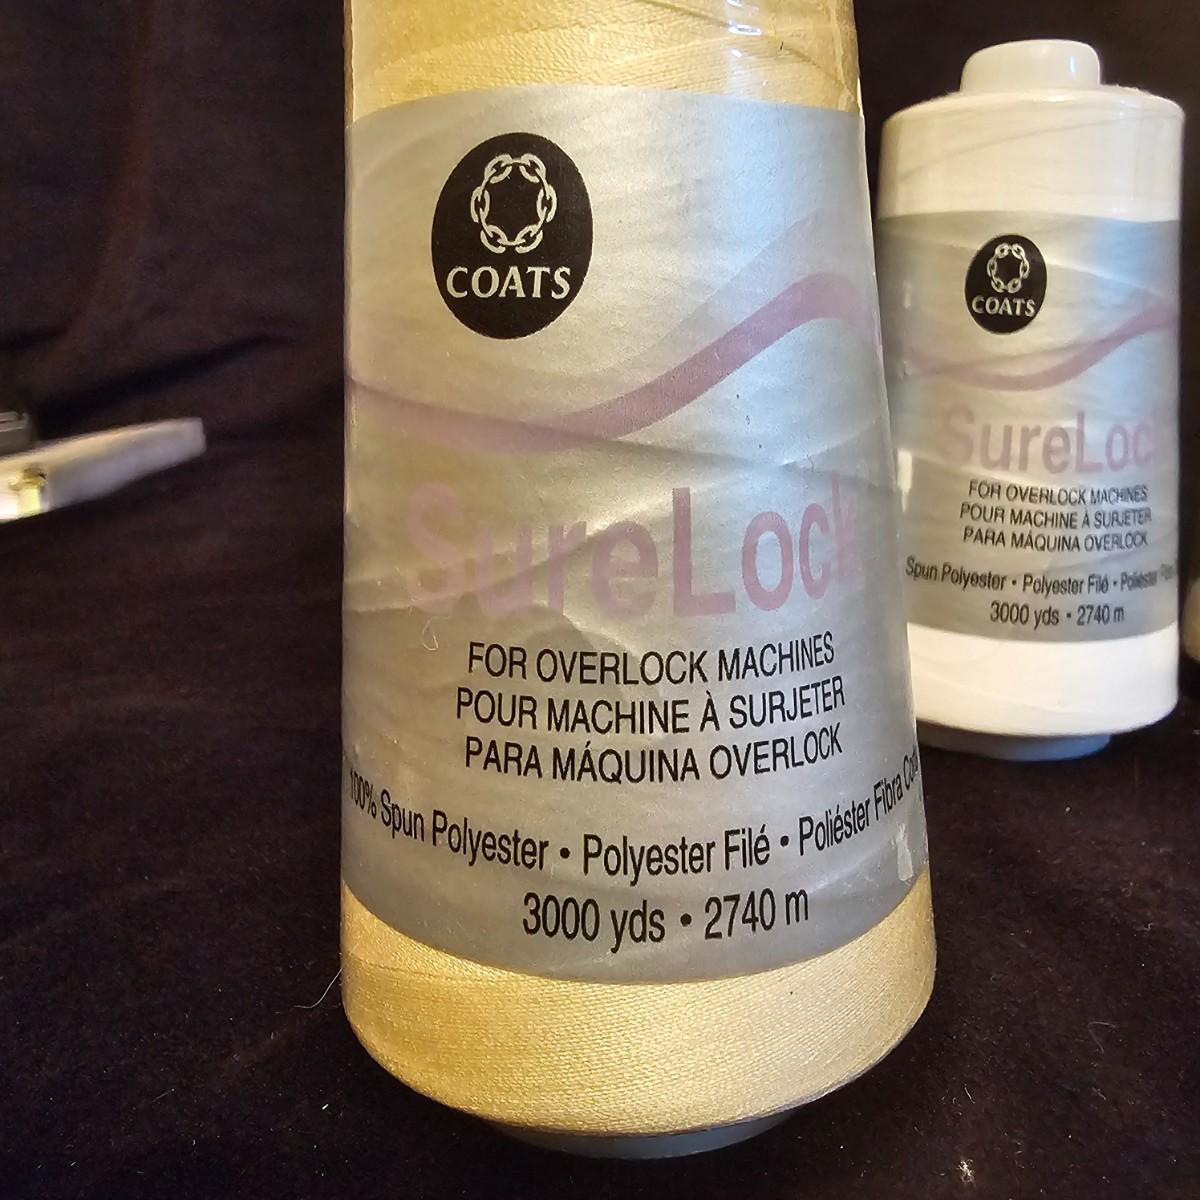 COATS
SureLock
FOR OVERLOCK MACHINES
POUR MACHINE À SURJETER
PARA MÁQUINA OVERLOCK
100% Spun Polyester • Polyester Filé • Poliéster Fibra
3000 yds • 2740 m
COATS
SureLock
FOR OVERLOCK MACHINES
POUR MACHINE À SURJETER
PARA MÁQUINA OVERLOCK
Spun Polyester • Polyester Filé • Poliéster
3000 yds • 2740 m